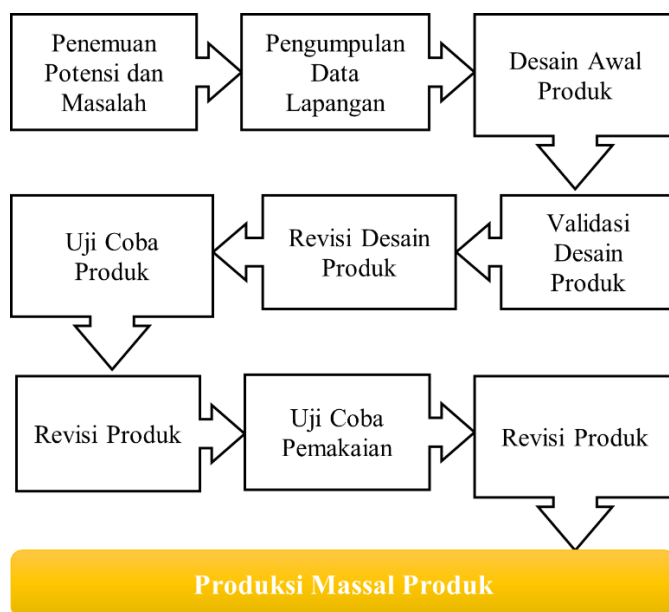 Penemuan
Potensi dan
Masalah
Pengumpulan
Data
Lapangan
Desain Awal
Produk
Validasi
Desain
Produk
Revisi Desain
Produk
Uji Coba
Produk
Revisi Produk
Uji Coba
Pemakaian
Revisi Produk
Produksi Massal Produk